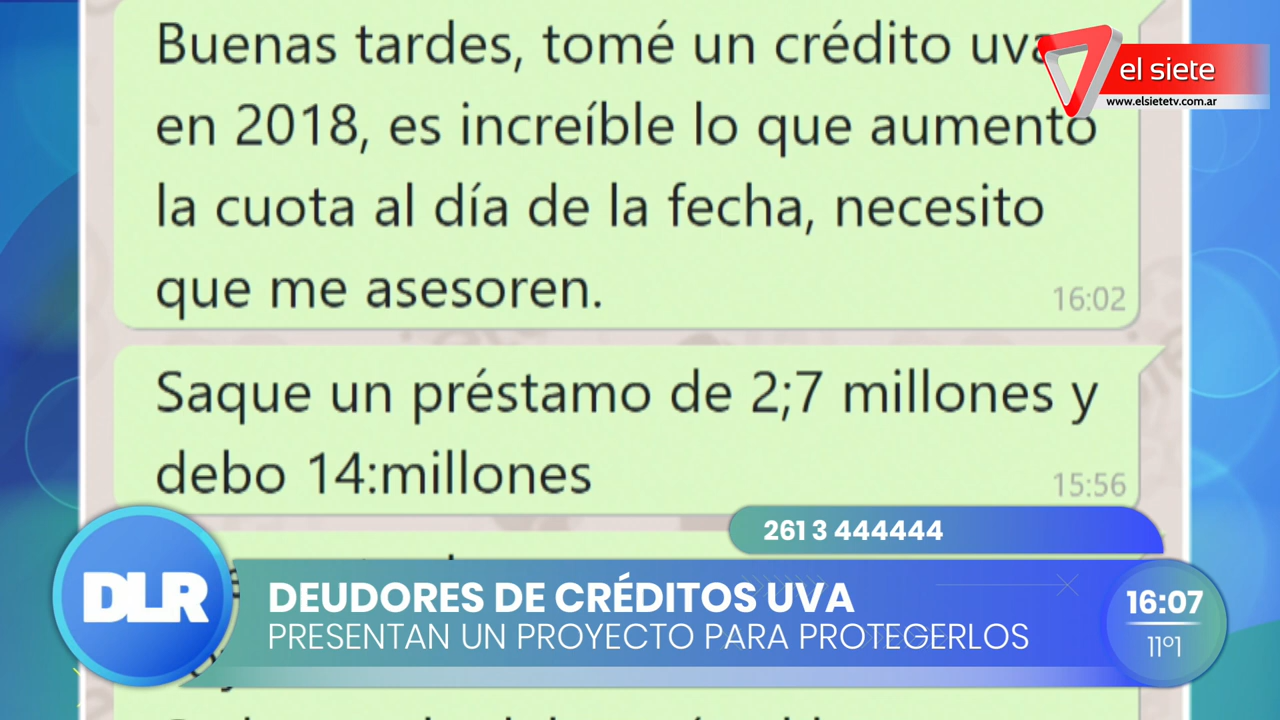 Buenas tardes, tomé un crédito uva
en 2018, es increíble lo que aumentó
la cuota al día de la fecha, necesito
que me asesoren.
16:02
el siete
www.elsietetv.com.ar
Saque un préstamo de 2;7 millones y
debo 14:millones
15:56
261 3 444444
DLR
DEUDORES DE CRÉDITOS UVA
PRESENTAN UN PROYECTO PARA PROTEGERLOS
16:07
11º1